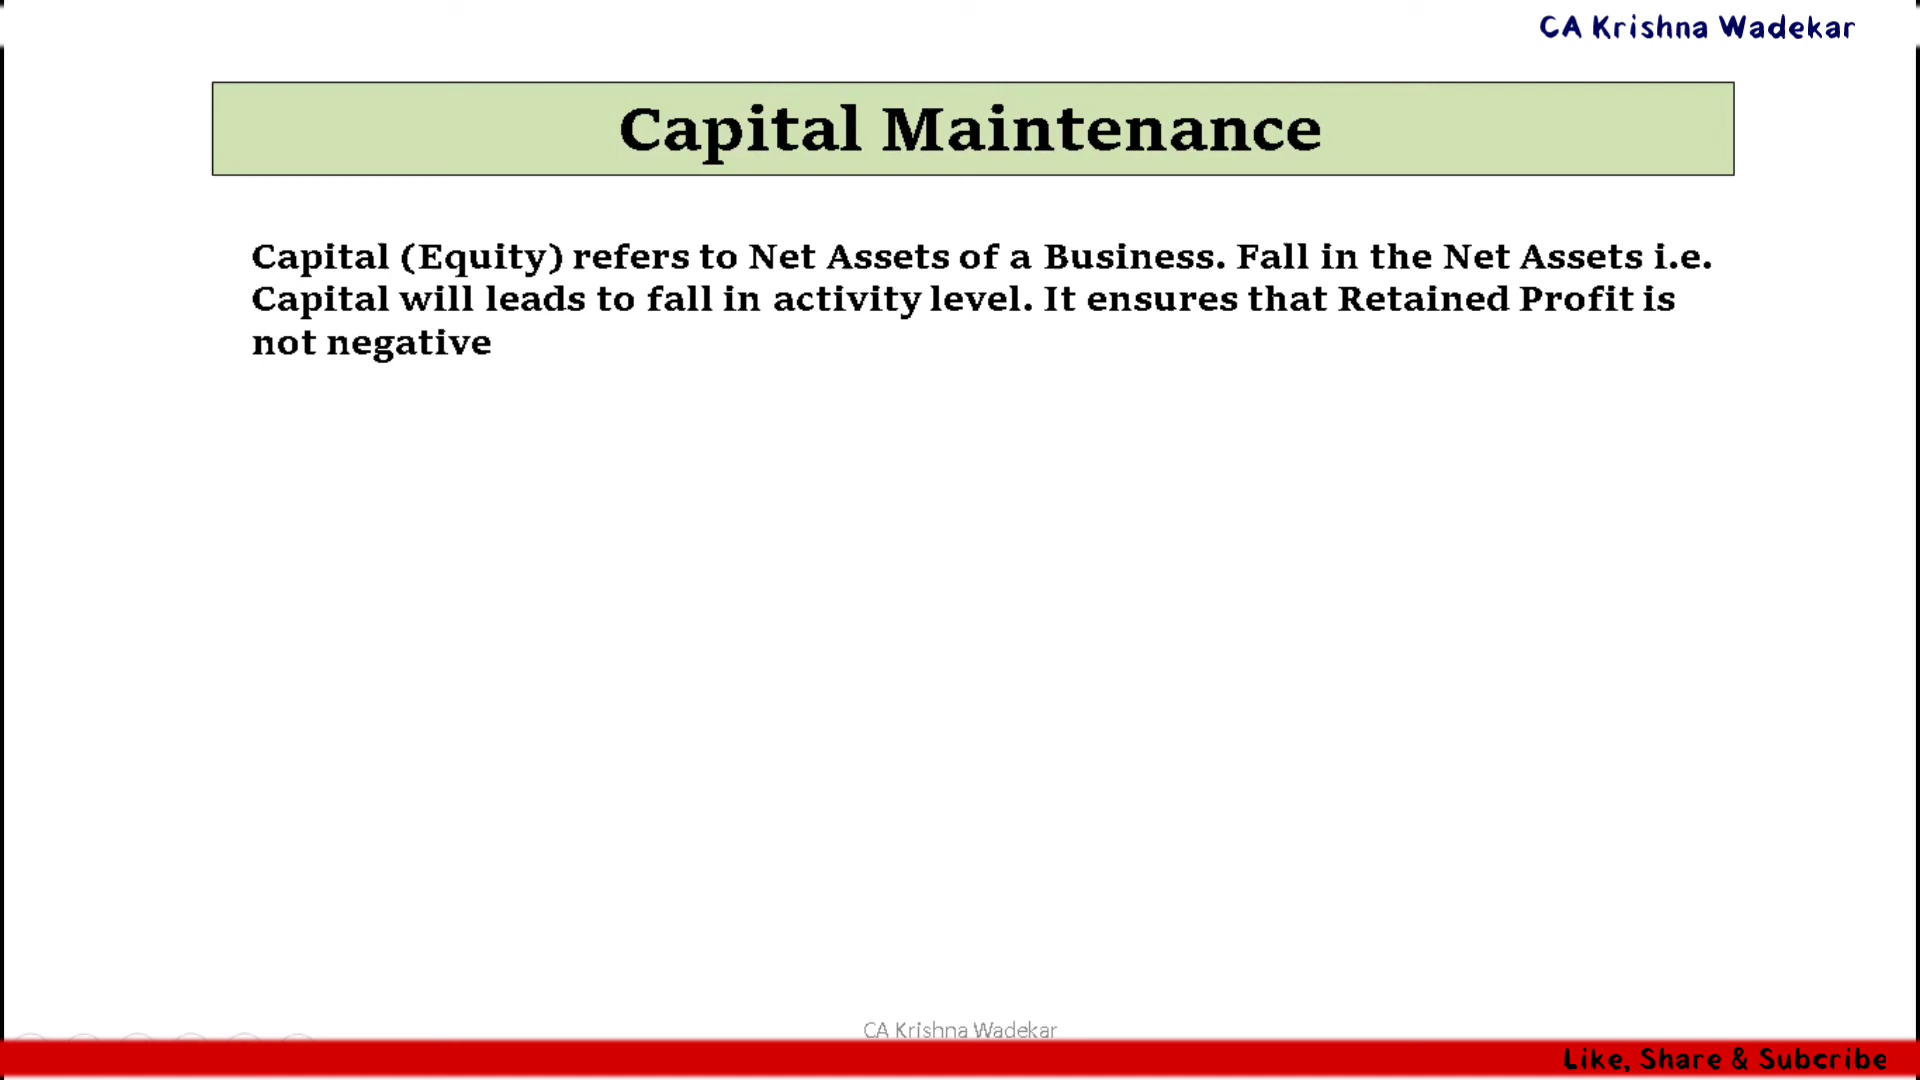 CA Krishna Wadekar
Capital Maintenance
Capital (Equity) refers to Net Assets of a Business. Fall in the Net Assets i.e.
Capital will leads to fall in activity level. It ensures that Retained Profit is
not negative
CA Krishna Wadekar
Like, Share & Subcribe